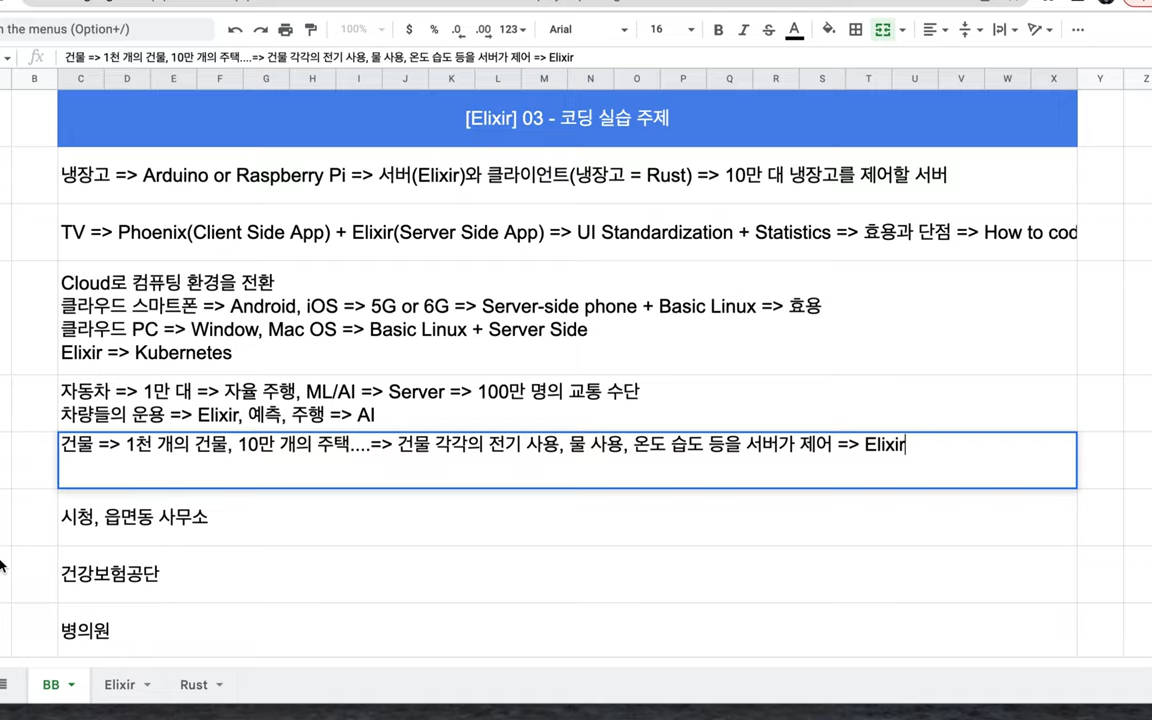 n the menus (Option+/)
100%
$ % .0 .00 123
Arial
16
B I S A
fx 건물 => 1천 개의 건물, 10만 개의 주택....=> 건물 각각의 전기 사용, 물 사용, 온도 습도 등을 서버가 제어 => Elixir
B C D E F G H I J K L M N O P Q R S T U V W X Y Z
[Elixir] 03 - 코딩 실습 주제
냉장고 => Arduino or Raspberry Pi => 서버(Elixir)와 클라이언트(냉장고 = Rust) => 10만 대 냉장고를 제어할 서버
TV => Phoenix(Client Side App) + Elixir(Server Side App) => UI Standardization + Statistics => 효용과 단점 => How to cod
Cloud로 컴퓨팅 환경을 전환
클라우드 스마트폰 => Android, iOS => 5G or 6G => Server-side phone + Basic Linux => 효용
클라우드 PC => Window, Mac OS => Basic Linux + Server Side
Elixir => Kubernetes
자동차 => 1만 대 => 자율 주행, ML/AI => Server => 100만 명의 교통 수단
차량들의 운용 => Elixir, 예측, 주행 => AI
건물 => 1천 개의 건물, 10만 개의 주택....=> 건물 각각의 전기 사용, 물 사용, 온도 습도 등을 서버가 제어 => Elixir
시청, 읍면동 사무소
건강보험공단
병의원
BB
Elixir
Rust